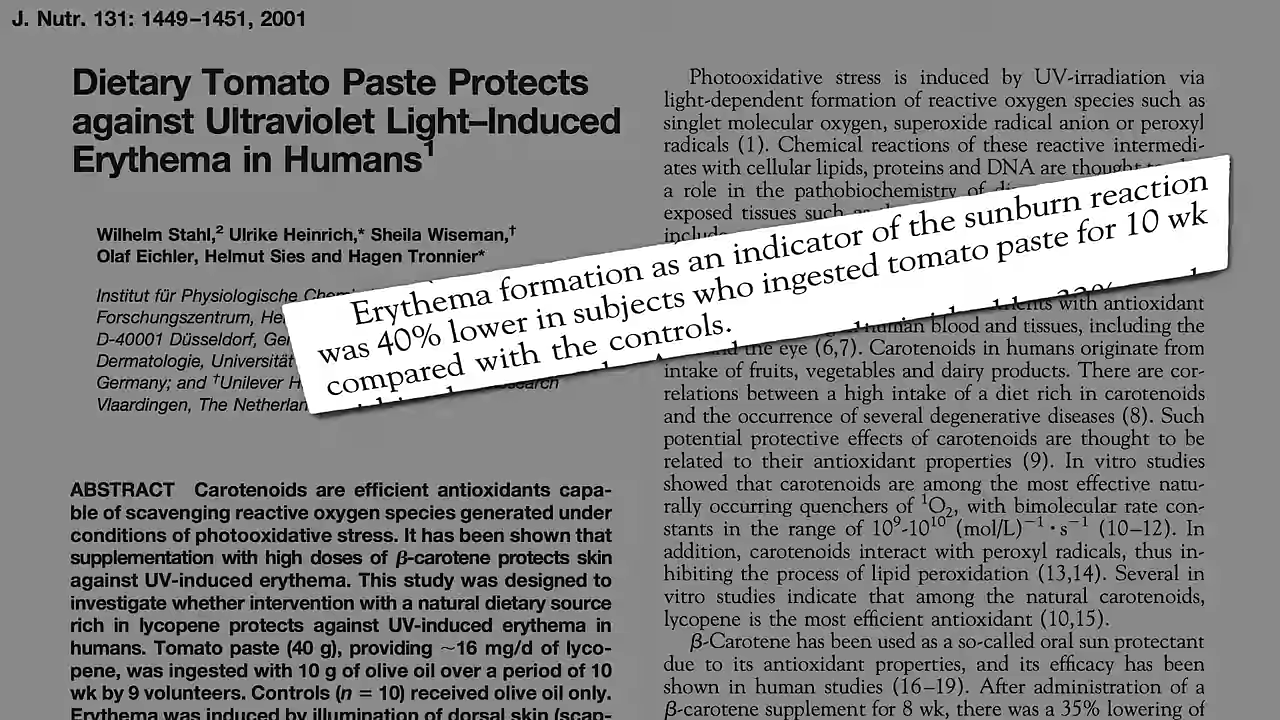 J. Nutr. 131: 1449–1451, 2001
Dietary Tomato Paste Protects
against Ultraviolet Light–Induced
Erythema in Humans¹
Wilhelm Stahl,² Ulrike Heinrich,* Sheila Wiseman,†
Olaf Eichler, Helmut Sies and Hagen Tronnier*
Institut für Physiologische
Forschungszentrum,
D-40001 Düsseldorf,
Dermatologie, Universität
Germany; and †Unilever
Vlaardingen, The
ABSTRACT Carotenoids are efficient antioxidants capa-
ble of scavenging reactive oxygen species generated under
conditions of photooxidative stress. It has been shown that
supplementation with high doses of β-carotene protects skin
against UV-induced erythema. This study was designed to
investigate whether intervention with a natural dietary source
rich in lycopene protects against UV-induced erythema in
humans. Tomato paste (40 g), providing ~16 mg/d of lyco-
pene, was ingested with 10 g of olive oil over a period of 10
wk by 9 volunteers. Controls (n = 10) received olive oil only.
Erythema was induced by illumination of dorsal skin (scap-
Erythema formation as an indicator of the sunburn reaction
was 40% lower in subjects who ingested tomato paste for 10 wk
compared with the controls.
Photooxidative stress is induced by UV-irradiation via
light-dependent formation of reactive oxygen species such as
singlet molecular oxygen, superoxide radical anion or peroxyl
radicals (1). Chemical reactions of these reactive intermedi-
ates with cellular lipids, proteins and DNA are thought
a role in the pathobiochemistry of
exposed tissues such
with antioxidant
human blood and tissues, including the
the eye (6,7). Carotenoids in humans originate from
intake of fruits, vegetables and dairy products. There are cor-
relations between a high intake of a diet rich in carotenoids
and the occurrence of several degenerative diseases (8). Such
potential protective effects of carotenoids are thought to be
related to their antioxidant properties (9). In vitro studies
showed that carotenoids are among the most effective natu-
rally occurring quenchers of ¹O₂, with bimolecular rate con-
stants in the range of 10⁹-10¹⁰ (mol/L)⁻¹·s⁻¹ (10–12). In
addition, carotenoids interact with peroxyl radicals, thus in-
hibiting the process of lipid peroxidation (13,14). Several in
vitro studies indicate that among the natural carotenoids,
lycopene is the most efficient antioxidant (10,15).
β-Carotene has been used as a so-called oral sun protectant
due to its antioxidant properties, and its efficacy has been
shown in human studies (16–19). After administration of a
β-carotene supplement for 8 wk, there was a 35% lowering of